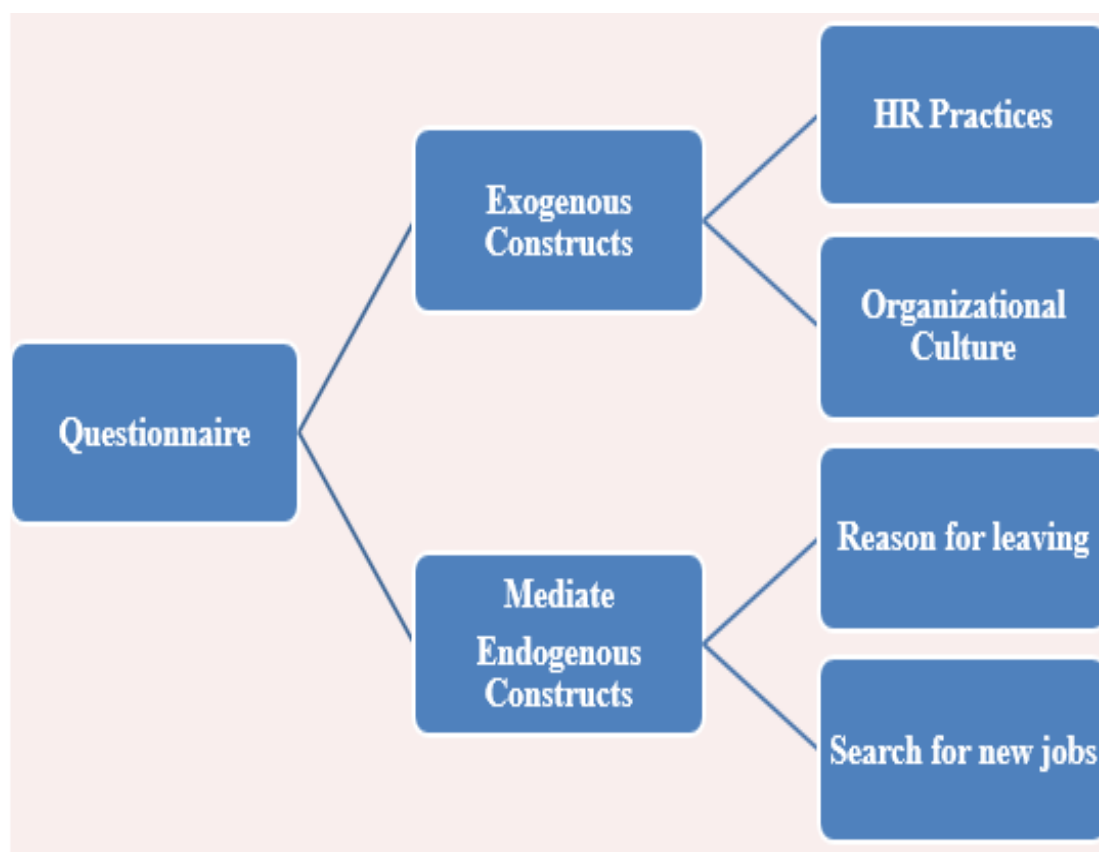 Questionnaire
Exogenous
Constructs
Mediate
Endogenous
Constructs
HR Practices
Organizational
Culture
Reason for leaving
Search for new jobs